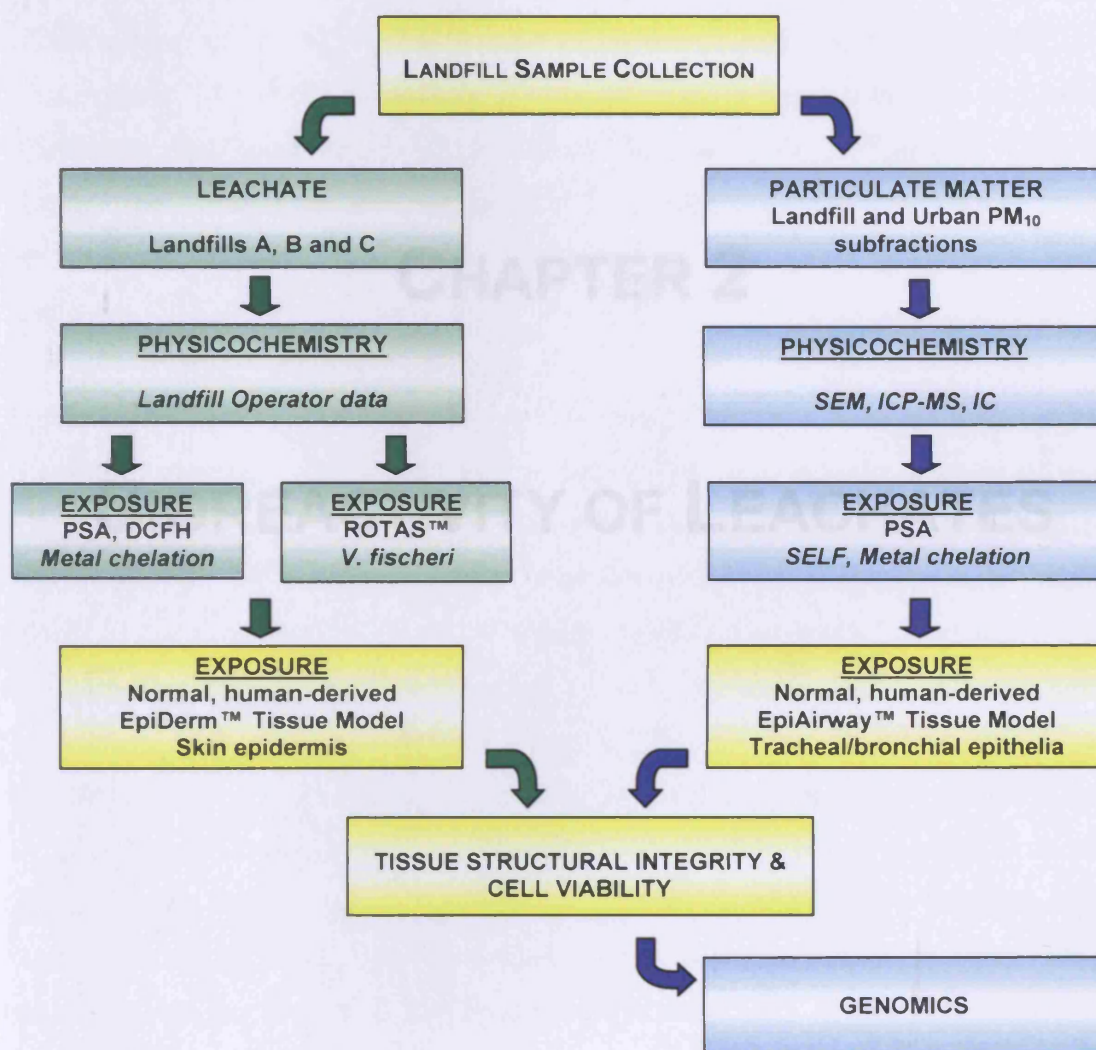 LANDFILL SAMPLE COLLECTION
LEACHATE
Landfills A, B and C
PARTICULATE MATTER
Landfill and Urban PM₁₀
subfractions
CHAPTER 2
PHYSICOCHEMISTRY
Landfill Operator data
PHYSICOCHEMISTRY
SEM, ICP-MS, IC
EXPOSURE
PSA, DCFH
Metal chelation
EXPOSURE
ROTAS™
V. fischeri
EXPOSURE
PSA
SELF, Metal chelation
OF LEACHATES
EXPOSURE
Normal, human-derived
EpiDerm™ Tissue Model
Skin epidermis
EXPOSURE
Normal, human-derived
EpiAirway™ Tissue Model
Tracheal/bronchial epithelia
TISSUE STRUCTURAL INTEGRITY &
CELL VIABILITY
GENOMICS